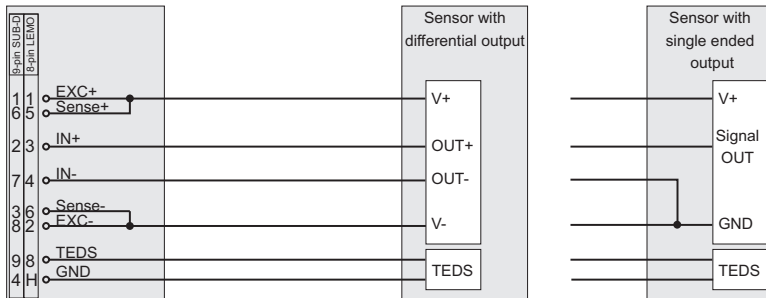 9-pin SUB-D
8-pin LEMO
Sensor with
differential output
Sensor with
single ended
output
1 1 EXC+
6 5 Sense+
V+
V+
2 3 IN+
OUT+
Signal
OUT
7 4 IN-
OUT-
3 6 Sense-
8 2 EXC-
V-
GND
9 8 TEDS
4 H GND
TEDS
TEDS